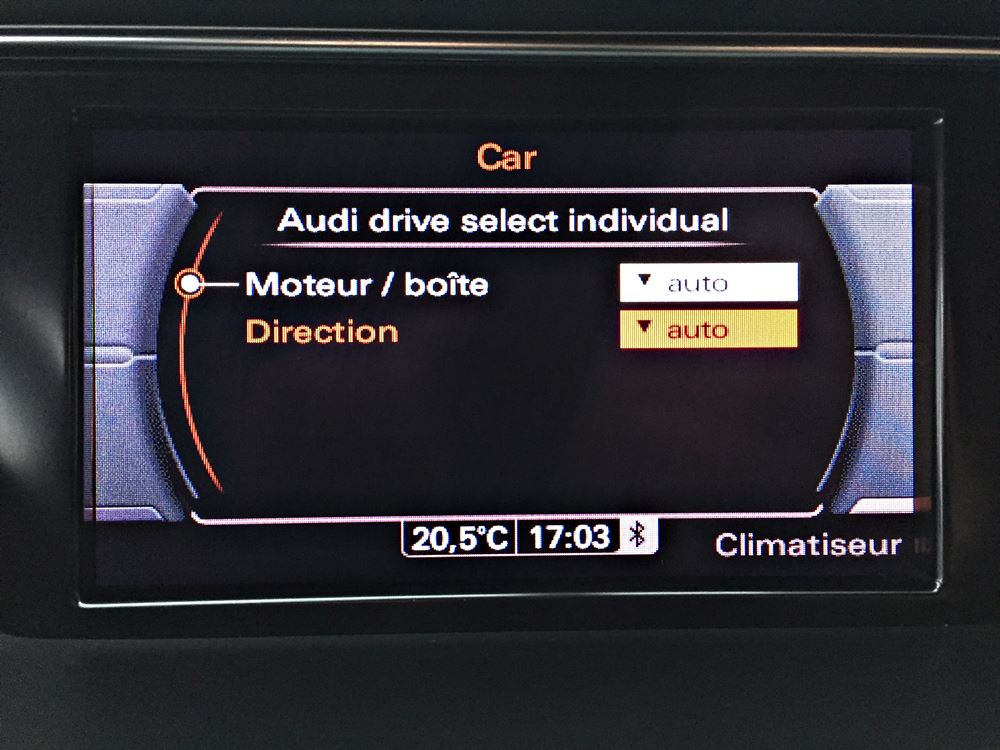 Car
Audi drive select individual
Moteur / boîte ▼ auto
Direction ▼ auto
20,5°C 17:03
Climatiseur